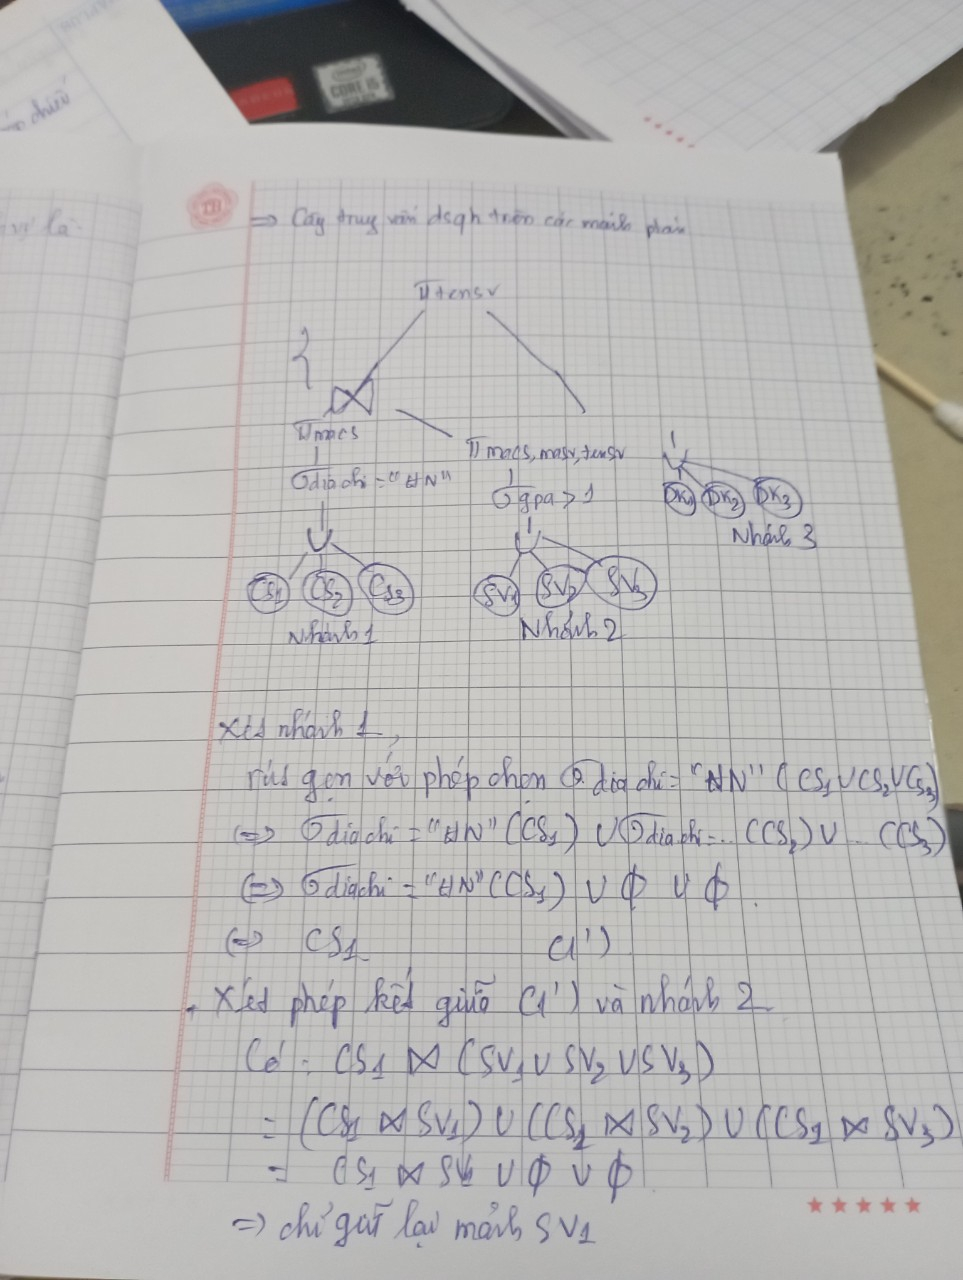 CORE i5
⇒ Cây truy vấn dsqh trên các mảnh phân
Π tensv
⋈
Π macs
Π macs, masv, tensv
σ địa chỉ = "HN"
σ gpa > 1
∪
∪
∪
ĐK1 ĐK2 ĐK3
Nhánh 3
CS1 CS2 CS3
SV1 SV2 SV3
Nhánh 1
Nhánh 2
Xét nhánh 1,
rút gọn với phép chọn σ địa chỉ = "HN" (CS1 ∪ CS2 ∪ CS3)
(=) σ địa chỉ = "HN" (CS1) ∪ σ địa chỉ = ... (CS2) ∪ ... (CS3)
(=) σ địa chỉ = "HN" (CS1) ∪ φ ∪ φ
(=) CS1 (1')
. Xét phép kết giữa (1') và nhánh 2
Có: CS1 ⋈ (SV1 ∪ SV2 ∪ SV3)
= (CS1 ⋈ SV1) ∪ (CS1 ⋈ SV2) ∪ (CS1 ⋈ SV3)
= CS1 ⋈ SV1 ∪ φ ∪ φ
⇒ chỉ giữ lại mảnh SV1